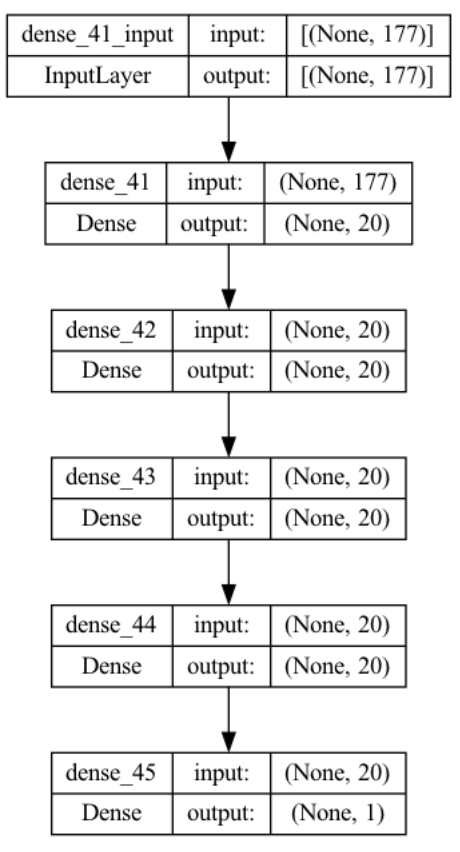 dense_41_input input: [(None, 177)]
InputLayer output: [(None, 177)]
dense_41 input: (None, 177)
Dense output: (None, 20)
dense_42 input: (None, 20)
Dense output: (None, 20)
dense_43 input: (None, 20)
Dense output: (None, 20)
dense_44 input: (None, 20)
Dense output: (None, 20)
dense_45 input: (None, 20)
Dense output: (None, 1)